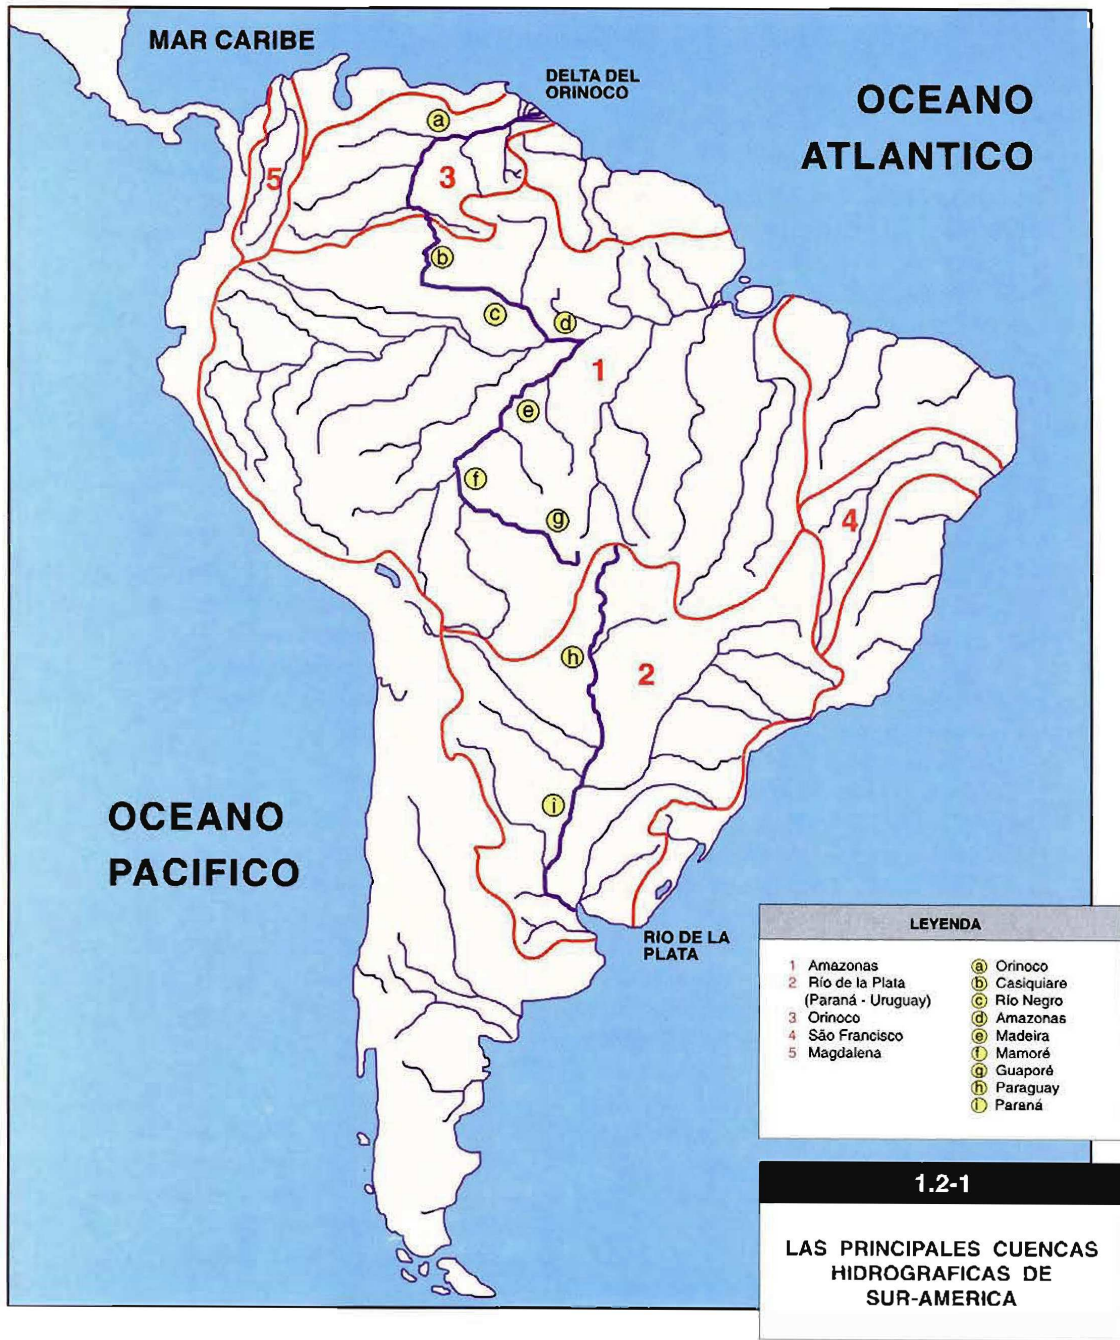 MAR CARIBE
DELTA DEL
ORINOCO
OCEANO
ATLANTICO
a
3
5
b
c
d
1
e
f
g
4
h
2
i
OCEANO
PACIFICO
RIO DE LA
PLATA
LEYENDA
1 Amazonas
2 Río de la Plata
(Paraná - Uruguay)
3 Orinoco
4 São Francisco
5 Magdalena
a Orinoco
b Casiquiare
c Río Negro
d Amazonas
e Madeira
f Mamoré
g Guaporé
h Paraguay
i Paraná
1.2-1
LAS PRINCIPALES CUENCAS
HIDROGRAFICAS DE
SUR-AMERICA